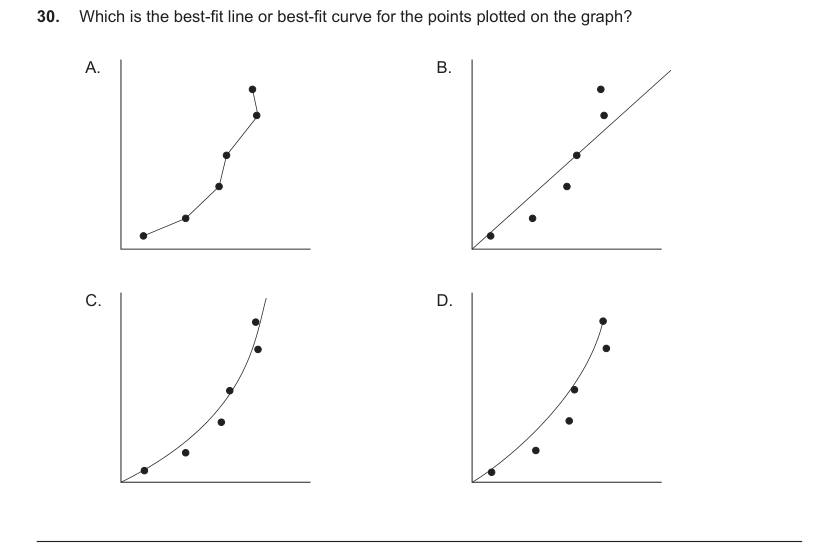 30. Which is the best-fit line or best-fit curve for the points plotted on the graph?
A.
B.
C.
D.